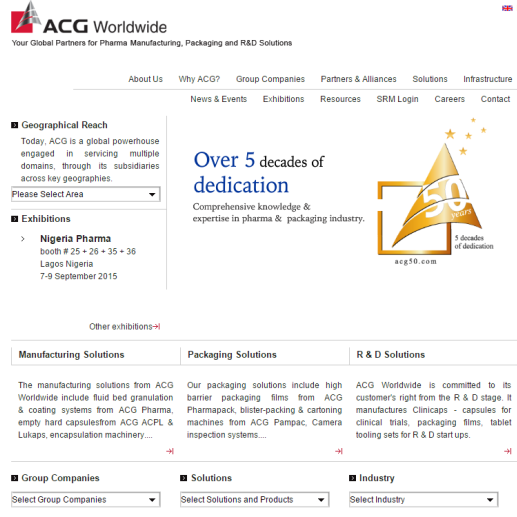 ACG Worldwide
Your Global Partners for Pharma Manufacturing, Packaging and R&D Solutions
About Us Why ACG? Group Companies Partners & Alliances Solutions Infrastructure
News & Events Exhibitions Resources SRM Login Careers Contact
Geographical Reach
Today, ACG is a global powerhouse
engaged in servicing multiple
domains, through its subsidiaries
across key geographies.
Please Select Area
Exhibitions
Nigeria Pharma
booth # 25 + 26 + 35 + 36
Lagos Nigeria
7-9 September 2015
Other exhibitions
Over 5 decades of
dedication
Comprehensive knowledge &
expertise in pharma & packaging industry.
50
years
5 decades
of dedication
acg50.com
Manufacturing Solutions
The manufacturing solutions from ACG
Worldwide include fluid bed granulation
& coating systems from ACG Pharma,
empty hard capsulesfrom ACG ACPL &
Lukaps, encapsulation machinery....
Packaging Solutions
Our packaging solutions include high
barrier packaging films from ACG
Pharmapack, blister-packing & cartoning
machines from ACG Pampac, Camera
inspection systems....
R & D Solutions
ACG Worldwide is committed to its
customer's right from the R & D stage. It
manufactures Clinicaps - capsules for
clinical trials, packaging films, tablet
tooling sets for R & D start ups.
Group Companies
Select Group Companies
Solutions
Select Solutions and Products
Industry
Select Industry